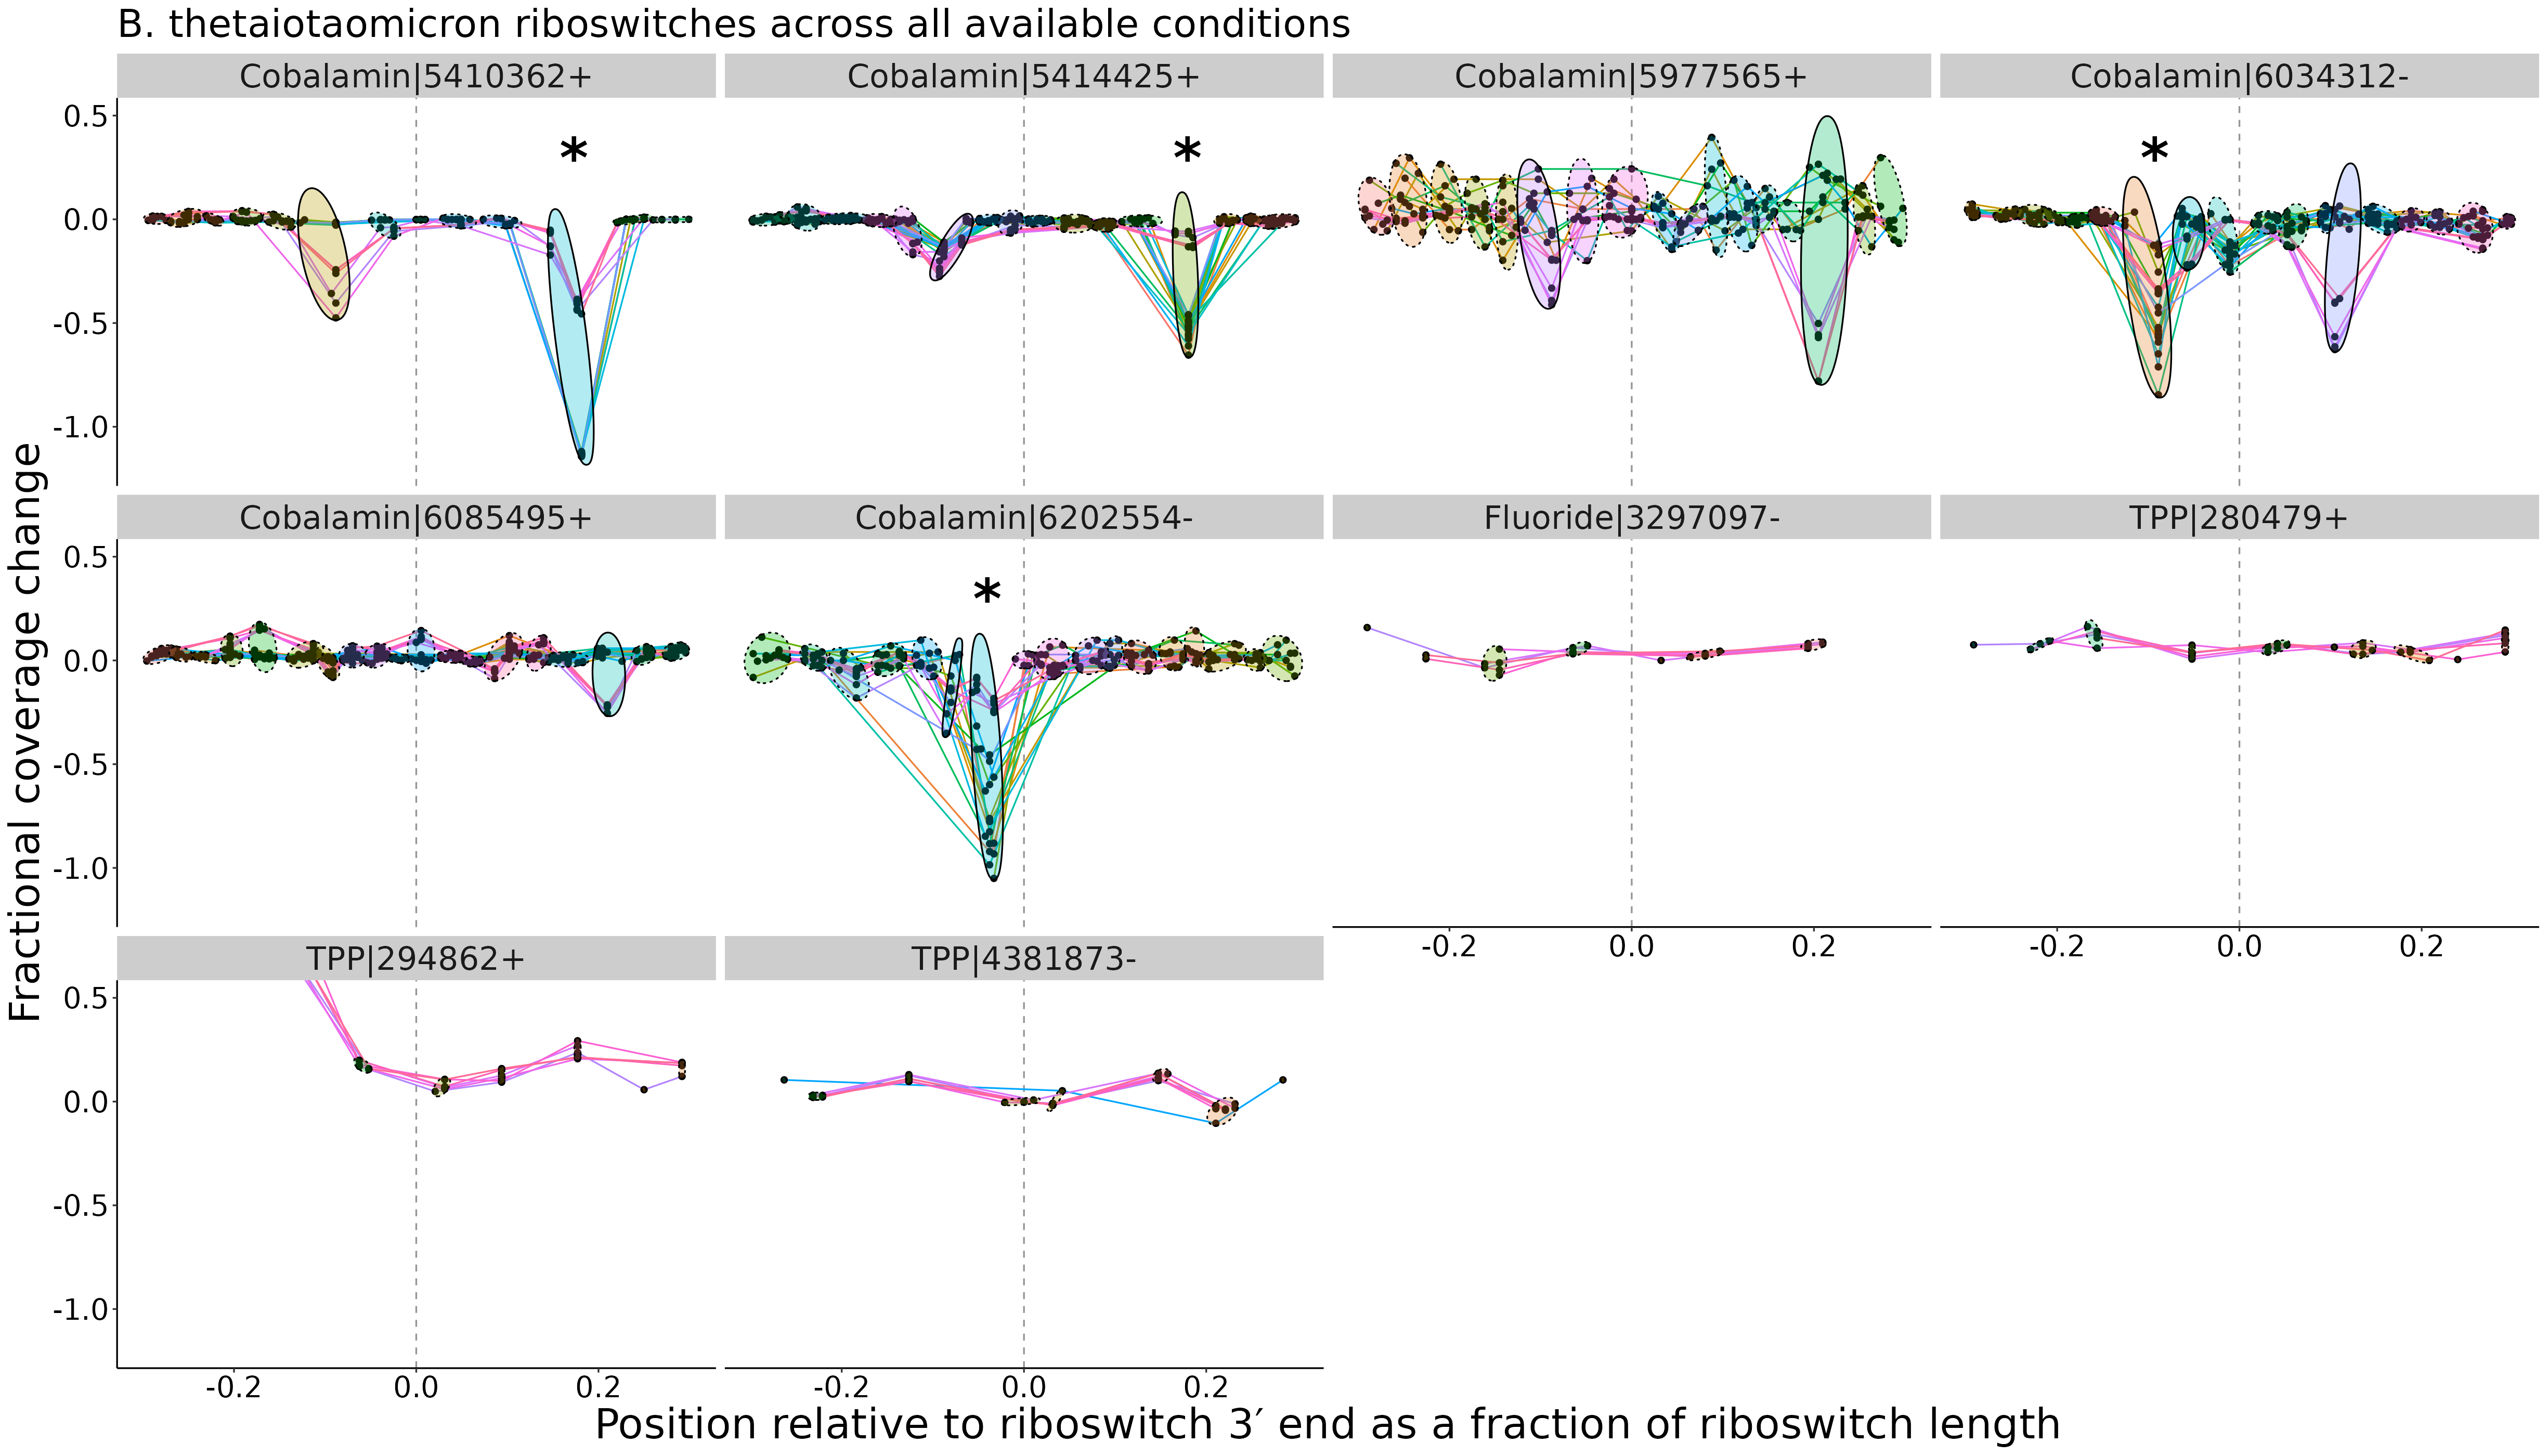 B. thetaiotaomicron riboswitches across all available conditions
Cobalamin|5410362+ Cobalamin|5414425+ Cobalamin|5977565+ Cobalamin|6034312-
0.5
* * *
0.0
-0.5
-1.0
Cobalamin|6085495+ Cobalamin|6202554- Fluoride|3297097- TPP|280479+
0.5
*
0.0
-0.5
-1.0
-0.2 0.0 0.2 -0.2 0.0 0.2
TPP|294862+ TPP|4381873-
0.5
0.0
-0.5
-1.0
-0.2 0.0 0.2 -0.2 0.0 0.2
Fractional coverage change
Position relative to riboswitch 3′ end as a fraction of riboswitch length